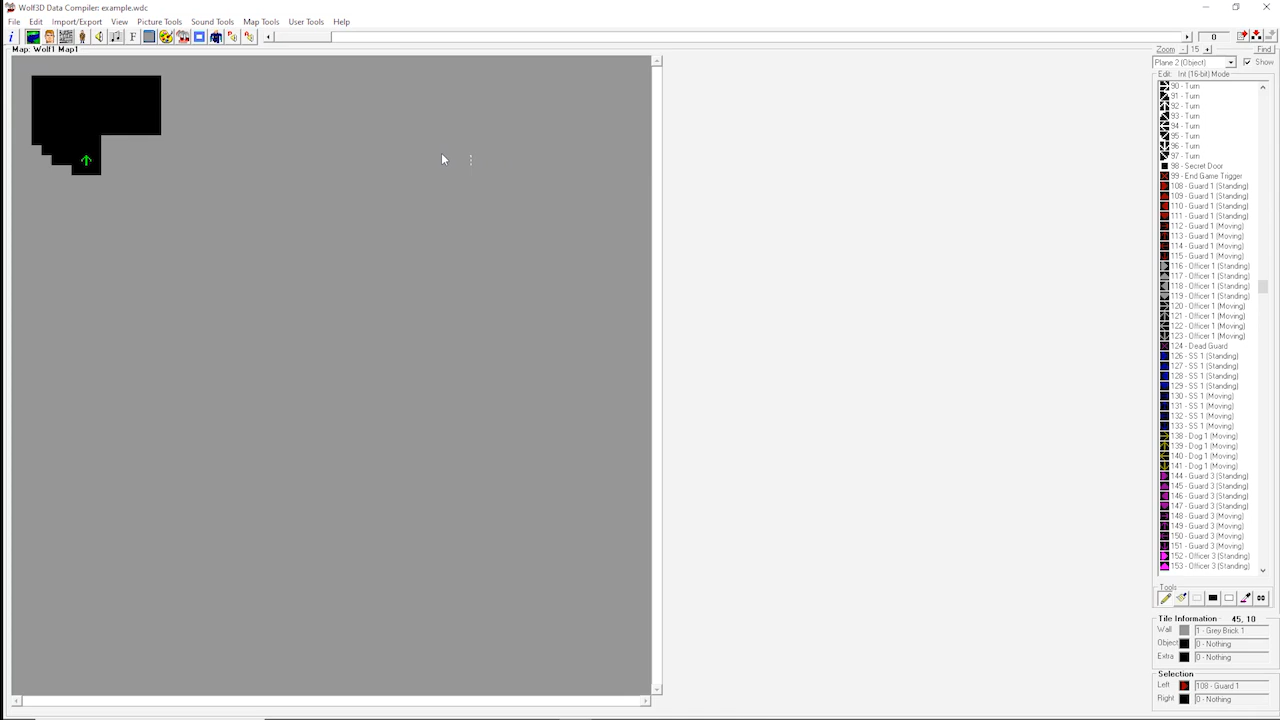 Wolf3D Data Compiler: example.wdc
File Edit Import/Export View Picture Tools Sound Tools Map Tools User Tools Help
i F 0
Map: Wolf1 Map1
Zoom - 15 + Find
Plane 2 (Object) Show
Edit: Int (16-bit) Mode
90 - Turn
91 - Turn
92 - Turn
93 - Turn
94 - Turn
95 - Turn
96 - Turn
97 - Turn
98 - Secret Door
99 - End Game Trigger
108 - Guard 1 (Standing)
109 - Guard 1 (Standing)
110 - Guard 1 (Standing)
111 - Guard 1 (Standing)
112 - Guard 1 (Moving)
113 - Guard 1 (Moving)
114 - Guard 1 (Moving)
115 - Guard 1 (Moving)
116 - Officer 1 (Standing)
117 - Officer 1 (Standing)
118 - Officer 1 (Standing)
119 - Officer 1 (Standing)
120 - Officer 1 (Moving)
121 - Officer 1 (Moving)
122 - Officer 1 (Moving)
123 - Officer 1 (Moving)
124 - Dead Guard
126 - SS 1 (Standing)
127 - SS 1 (Standing)
128 - SS 1 (Standing)
129 - SS 1 (Standing)
130 - SS 1 (Moving)
131 - SS 1 (Moving)
132 - SS 1 (Moving)
133 - SS 1 (Moving)
138 - Dog 1 (Moving)
139 - Dog 1 (Moving)
140 - Dog 1 (Moving)
141 - Dog 1 (Moving)
144 - Guard 3 (Standing)
145 - Guard 3 (Standing)
146 - Guard 3 (Standing)
147 - Guard 3 (Standing)
148 - Guard 3 (Moving)
149 - Guard 3 (Moving)
150 - Guard 3 (Moving)
151 - Guard 3 (Moving)
152 - Officer 3 (Standing)
153 - Officer 3 (Standing)
Tools
Tile Information 45, 10
Wall 1 - Grey Brick 1
Object 0 - Nothing
Extra 0 - Nothing
Selection
Left 108 - Guard 1
Right 0 - Nothing